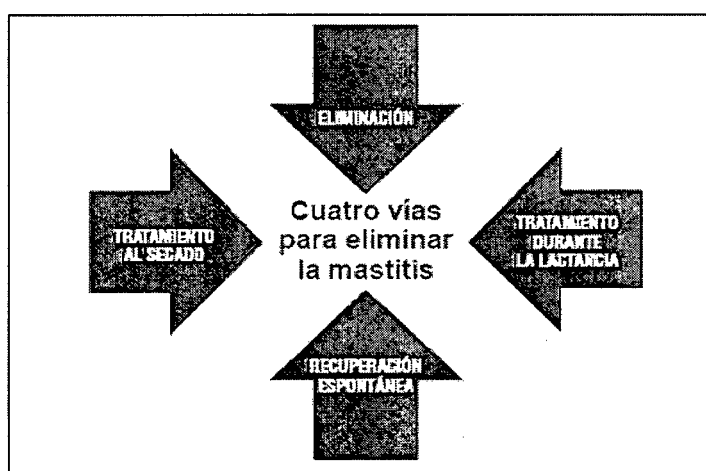 ELIMINACIÓN
TRATAMIENTO
AL SECADO
Cuatro vías
para eliminar
la mastitis
TRATAMIENTO
DURANTE
LA LACTANCIA
RECUPERACIÓN
ESPONTÁNEA